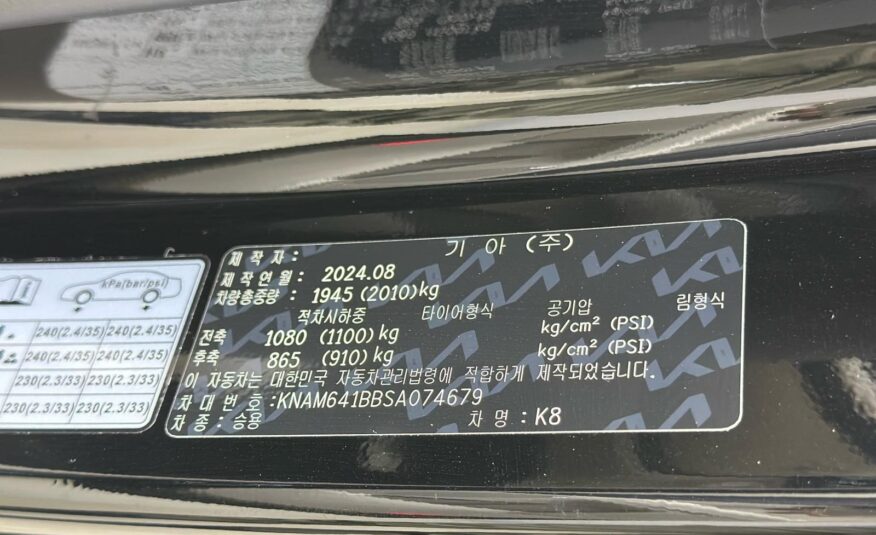 제작자: 기아(주)
제작연월: 2024.08
차량총중량: 1945(2010)kg
적차시하중 타이어형식 공기압 림형식
전축 1080(1100)kg kg/cm² (PSI)
후축 865(910)kg kg/cm² (PSI)
이 자동차는 대한민국 자동차관리법령에 적합하게 제작되었습니다.
차대번호:KNAM641BBSA074679
차종: 승용 차명:K8
kPa(bar/psi)
240(2.4/35) 240(2.4/35)
240(2.4/35) 240(2.4/35)
230(2.3/33) 230(2.3/33)
230(2.3/33) 230(2.3/33)